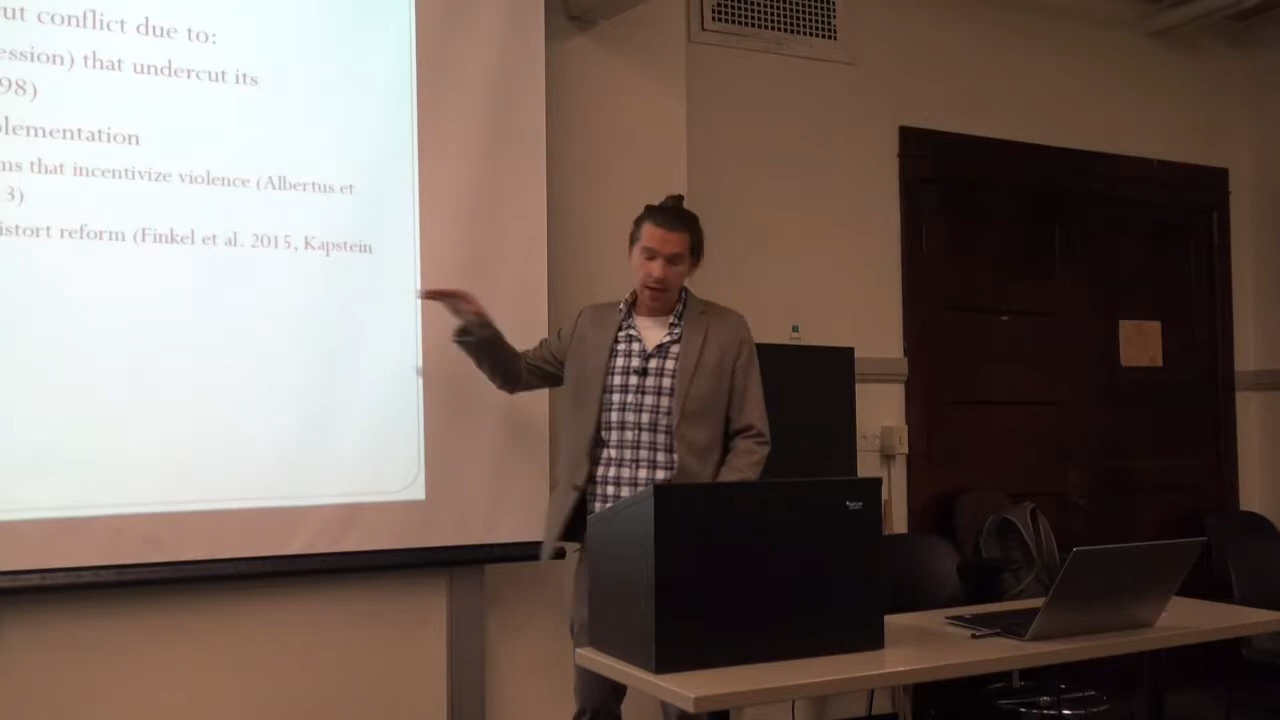 ut conflict due to:
ession) that undercut its
98)
plementation
ms that incentivize violence (Albertus et
3)
istort reform (Finkel et al. 2015, Kapstein